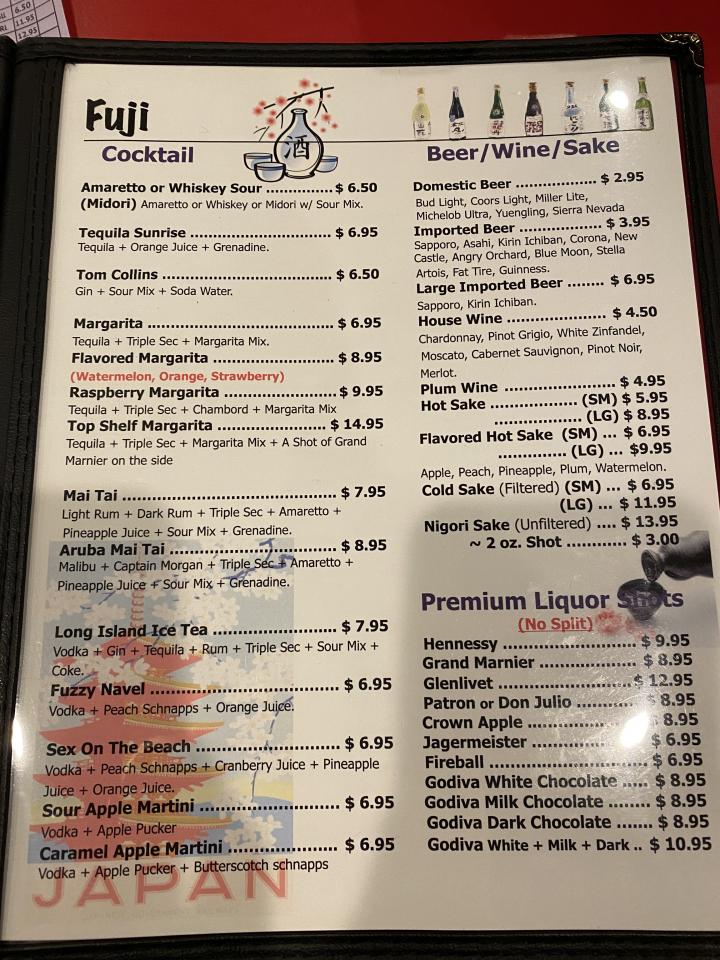 6.50
11.95
12.95
Fuji
酒
Cocktail
Amaretto or Whiskey Sour ............... $ 6.50
(Midori) Amaretto or Whiskey or Midori w/ Sour Mix.
Tequila Sunrise ................................ $ 6.95
Tequila + Orange Juice + Grenadine.
Tom Collins ..................................... $ 6.50
Gin + Sour Mix + Soda Water.
Margarita ........................................ $ 6.95
Tequila + Triple Sec + Margarita Mix.
Flavored Margarita ........................... $ 8.95
(Watermelon, Orange, Strawberry)
Raspberry Margarita ........................ $ 9.95
Tequila + Triple Sec + Chambord + Margarita Mix
Top Shelf Margarita ........................ $ 14.95
Tequila + Triple Sec + Margarita Mix + A Shot of Grand
Marnier on the side
Mai Tai ............................................. $ 7.95
Light Rum + Dark Rum + Triple Sec + Amaretto +
Pineapple Juice + Sour Mix + Grenadine.
Aruba Mai Tai ................................... $ 8.95
Malibu + Captain Morgan + Triple Sec + Amaretto +
Pineapple Juice + Sour Mix + Grenadine.
Long Island Ice Tea ........................... $ 7.95
Vodka + Gin + Tequila + Rum + Triple Sec + Sour Mix +
Coke.
Fuzzy Navel ...................................... $ 6.95
Vodka + Peach Schnapps + Orange Juice.
Sex On The Beach .............................. $ 6.95
Vodka + Peach Schnapps + Cranberry Juice + Pineapple
Juice + Orange Juice.
Sour Apple Martini ............................. $ 6.95
Vodka + Apple Pucker
Caramel Apple Martini ........................ $ 6.95
Vodka + Apple Pucker + Butterscotch schnapps
JAPAN
Beer/Wine/Sake
Domestic Beer ................... $ 2.95
Bud Light, Coors Light, Miller Lite,
Michelob Ultra, Yuengling, Sierra Nevada
Imported Beer ................... $ 3.95
Sapporo, Asahi, Kirin Ichiban, Corona, New
Castle, Angry Orchard, Blue Moon, Stella
Artois, Fat Tire, Guinness.
Large Imported Beer ........ $ 6.95
Sapporo, Kirin Ichiban.
House Wine ...................... $ 4.50
Chardonnay, Pinot Grigio, White Zinfandel,
Moscato, Cabernet Sauvignon, Pinot Noir,
Merlot.
Plum Wine ........................ $ 4.95
Hot Sake ................... (SM) $ 5.95
................... (LG) $ 8.95
Flavored Hot Sake (SM) ... $ 6.95
............... (LG) ... $9.95
Apple, Peach, Pineapple, Plum, Watermelon.
Cold Sake (Filtered) (SM) ... $ 6.95
(LG) ... $ 11.95
Nigori Sake (Unfiltered) .... $ 13.95
~ 2 oz. Shot ............ $ 3.00
Premium Liquor Shots
(No Split)
Hennessy ............................. $ 9.95
Grand Marnier ..................... $ 8.95
Glenlivet ............................ $ 12.95
Patron or Don Julio ............ $ 8.95
Crown Apple ........................ 8.95
Jagermeister ....................... $ 6.95
Fireball ................................ $ 6.95
Godiva White Chocolate ...... $ 8.95
Godiva Milk Chocolate ......... $ 8.95
Godiva Dark Chocolate ....... $ 8.95
Godiva White + Milk + Dark .. $ 10.95